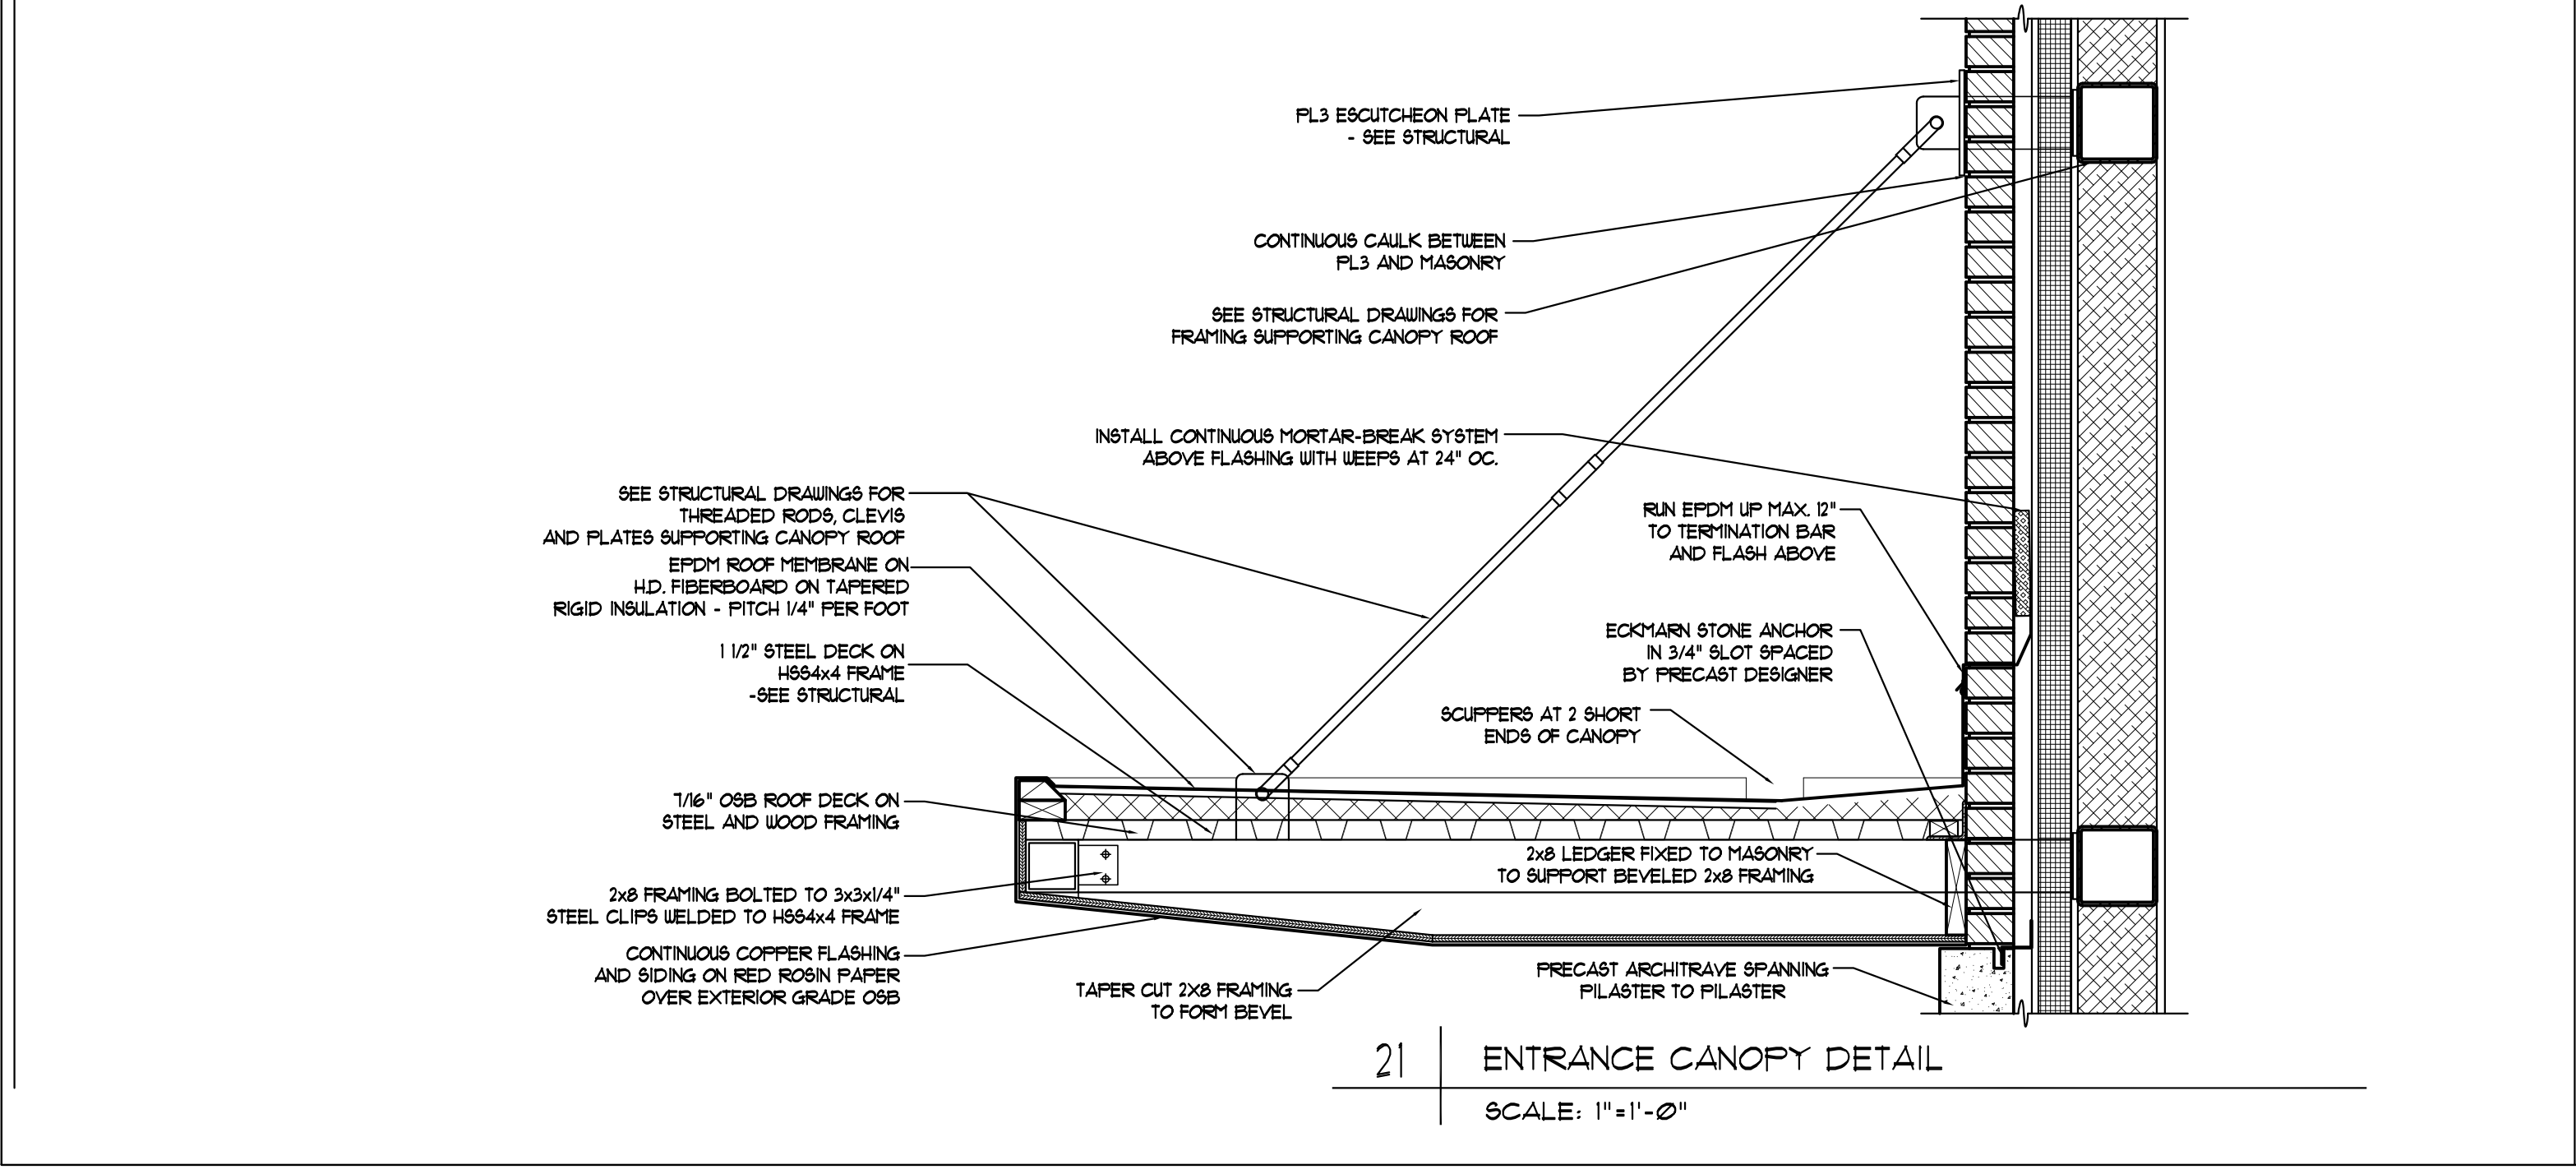 PL3 ESCUTCHEON PLATE
- SEE STRUCTURAL
CONTINUOUS CAULK BETWEEN
PL3 AND MASONRY
SEE STRUCTURAL DRAWINGS FOR
FRAMING SUPPORTING CANOPY ROOF
INSTALL CONTINUOUS MORTAR-BREAK SYSTEM
ABOVE FLASHING WITH WEEPS AT 24" OC.
SEE STRUCTURAL DRAWINGS FOR
THREADED RODS, CLEVIS
AND PLATES SUPPORTING CANOPY ROOF
EPDM ROOF MEMBRANE ON
H.D. FIBERBOARD ON TAPERED
RIGID INSULATION - PITCH 1/4" PER FOOT
1 1/2" STEEL DECK ON
HSS4x4 FRAME
-SEE STRUCTURAL
7/16" OSB ROOF DECK ON
STEEL AND WOOD FRAMING
2x8 FRAMING BOLTED TO 3x3x1/4"
STEEL CLIPS WELDED TO HSS4x4 FRAME
CONTINUOUS COPPER FLASHING
AND SIDING ON RED ROSIN PAPER
OVER EXTERIOR GRADE OSB
RUN EPDM UP MAX. 12"
TO TERMINATION BAR
AND FLASH ABOVE
ECKMARN STONE ANCHOR
IN 3/4" SLOT SPACED
BY PRECAST DESIGNER
SCUPPERS AT 2 SHORT
ENDS OF CANOPY
2x8 LEDGER FIXED TO MASONRY
TO SUPPORT BEVELED 2x8 FRAMING
TAPER CUT 2X8 FRAMING
TO FORM BEVEL
PRECAST ARCHITRAVE SPANNING
PILASTER TO PILASTER
21 ENTRANCE CANOPY DETAIL
SCALE: 1"=1'-0"